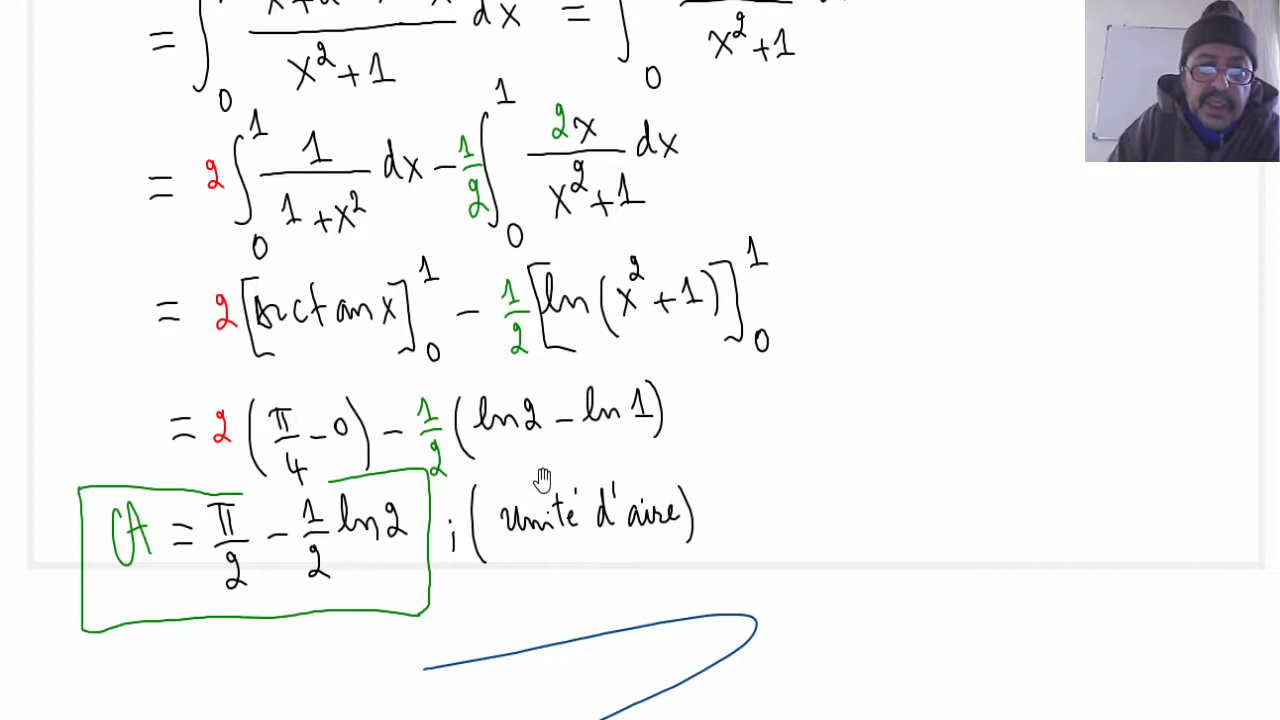 = ∫₀ dx = ∫₀
x²+1 x²+1
= 2 ∫₀¹ 1/(1+x²) dx - 1/2 ∫₀¹ 2x/(x²+1) dx
= 2 [arctan x]₀¹ - 1/2 [ln(x²+1)]₀¹
= 2 (π/4 - 0) - 1/2 (ln2 - ln1)
A = π/2 - 1/2 ln2 ; (unité d'aire)